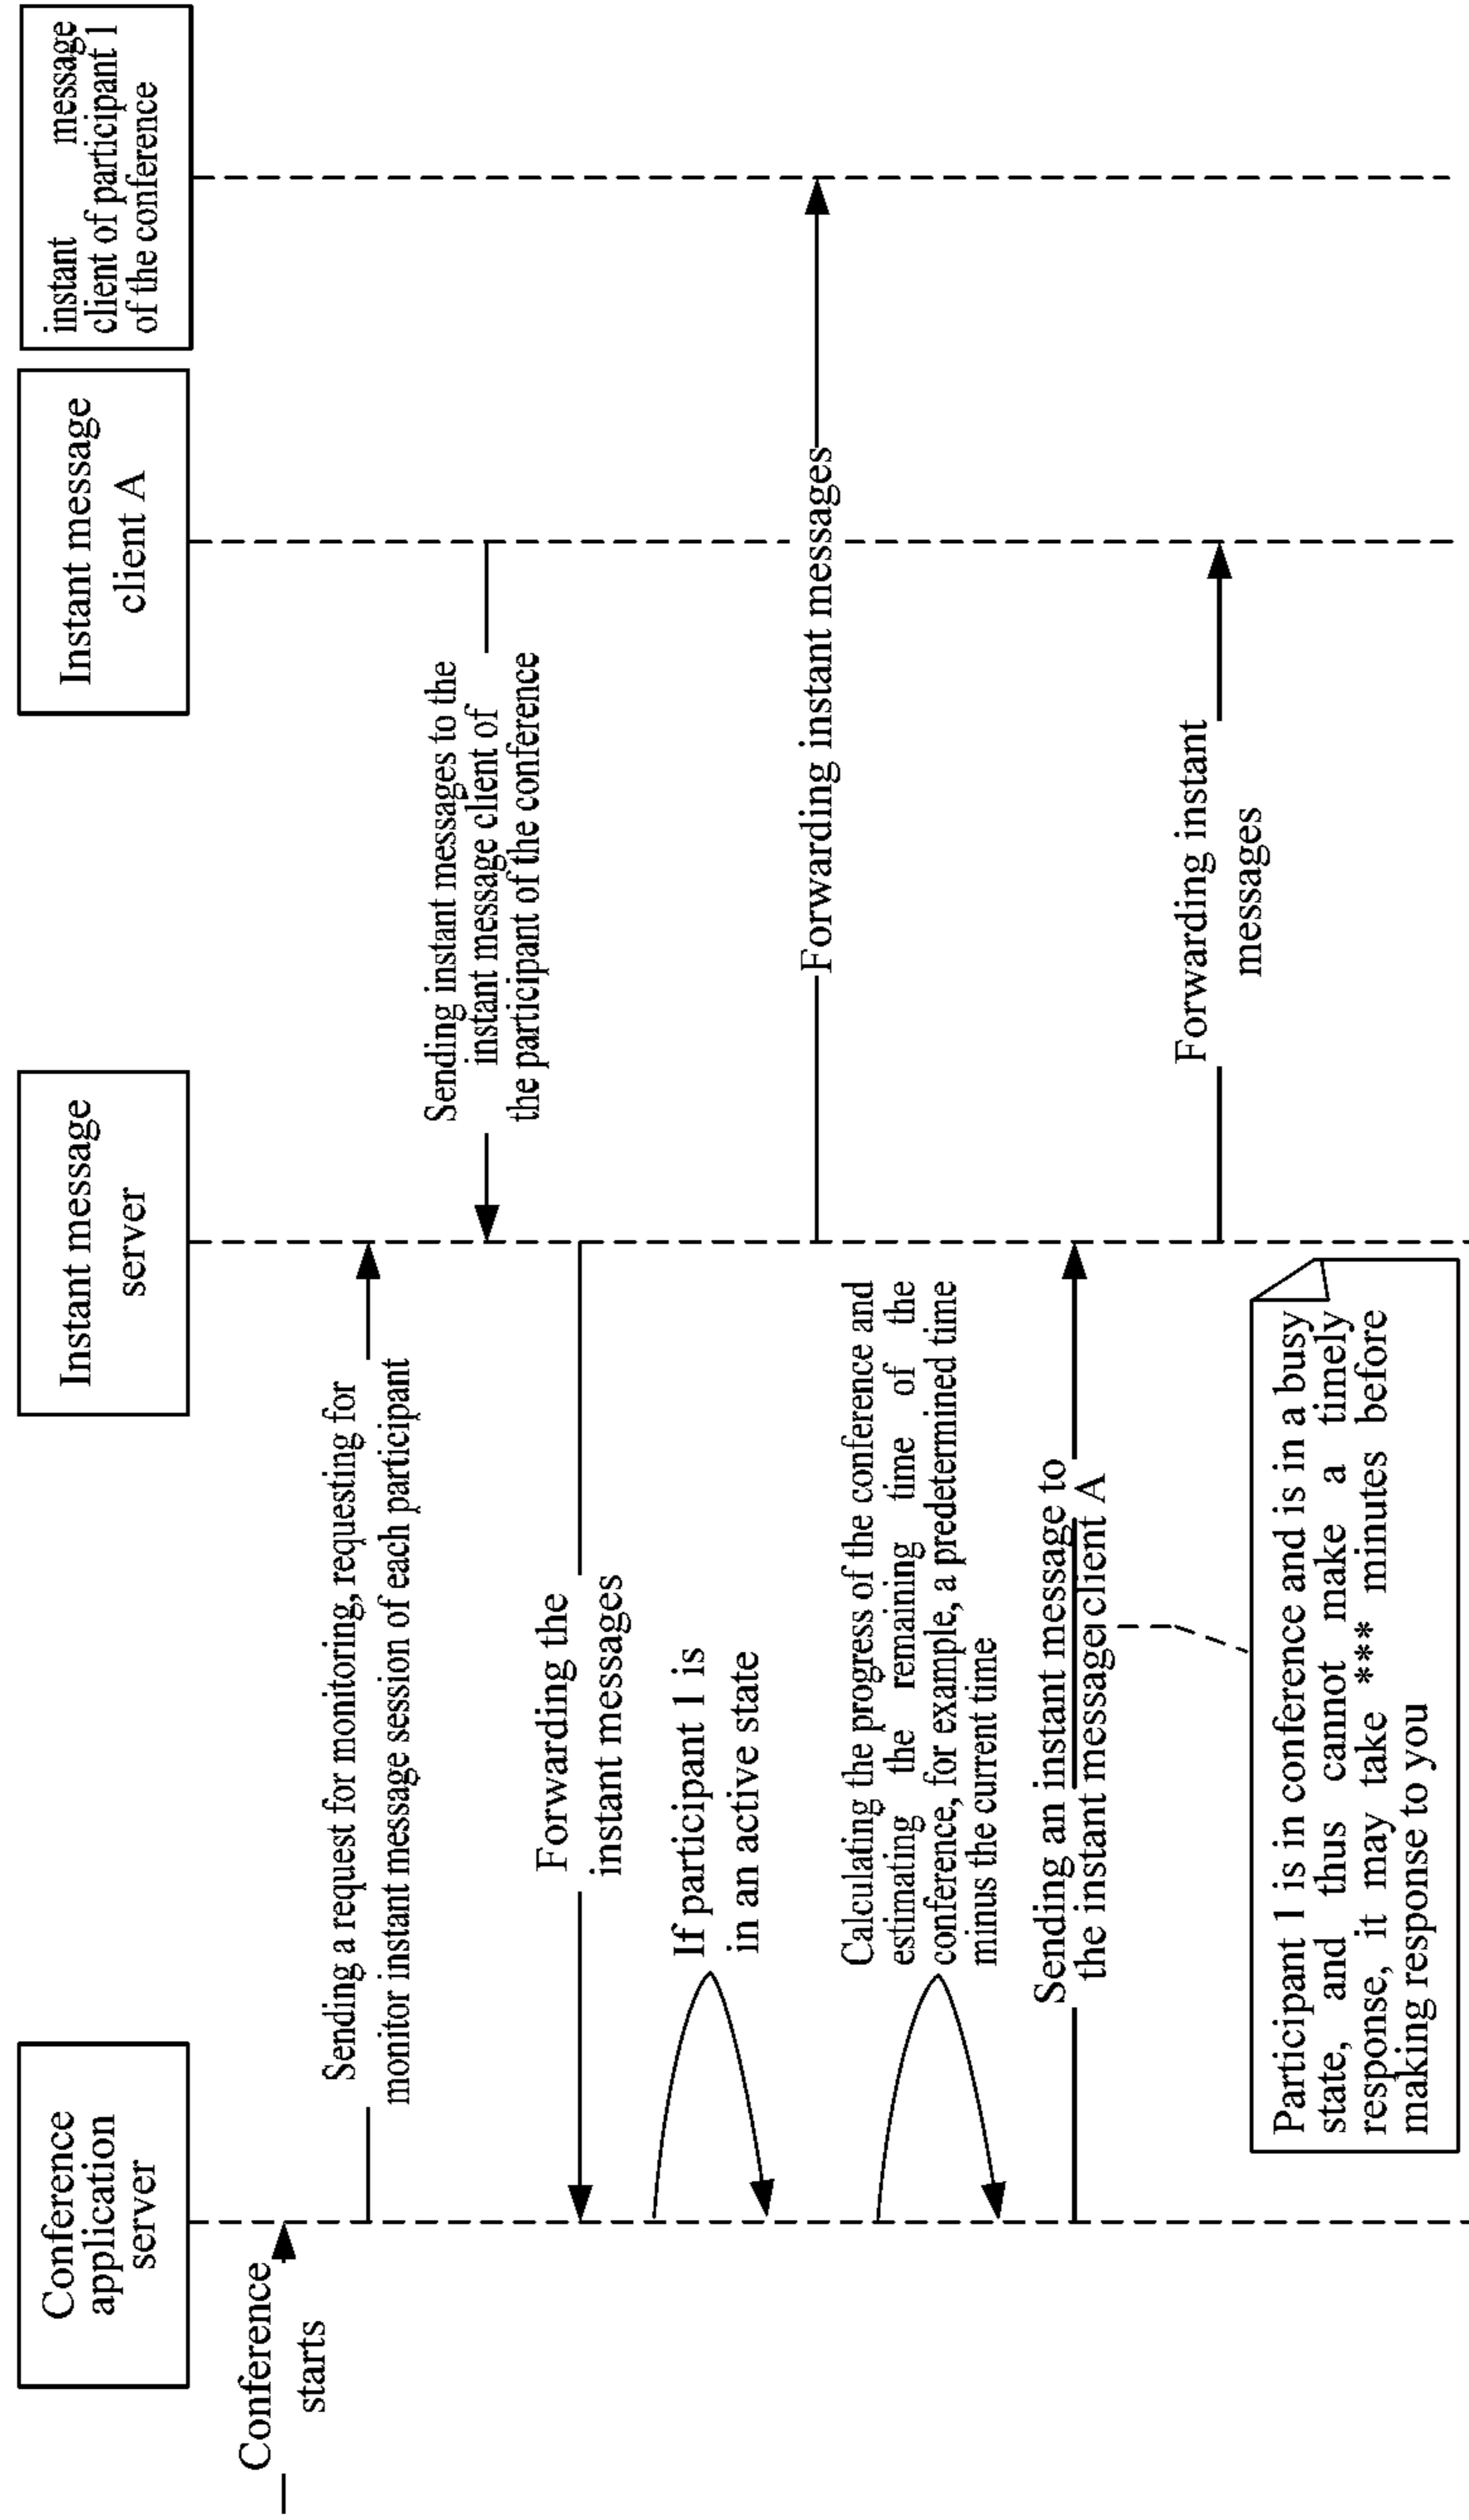 Conference
application
server
Instant message
server
Instant message
client A
instant message
client of participant 1
of the conference
Conference
starts
Sending a request for monitoring, requesting for
monitor instant message session of each participant
Sending instant messages to the
instant message client of
the participant of the conference
Forwarding the
instant messages
If participant 1 is
in an active state
Forwarding instant messages
Calculating the progress of the conference and
estimating the remaining time of the
conference, for example, a predetermined time
minus the current time
Sending an instant message to
the instant message client A
Forwarding instant
messages
Participant 1 is in conference and is in a busy
state, and thus cannot make a timely
response, it may take *** minutes before
making response to you